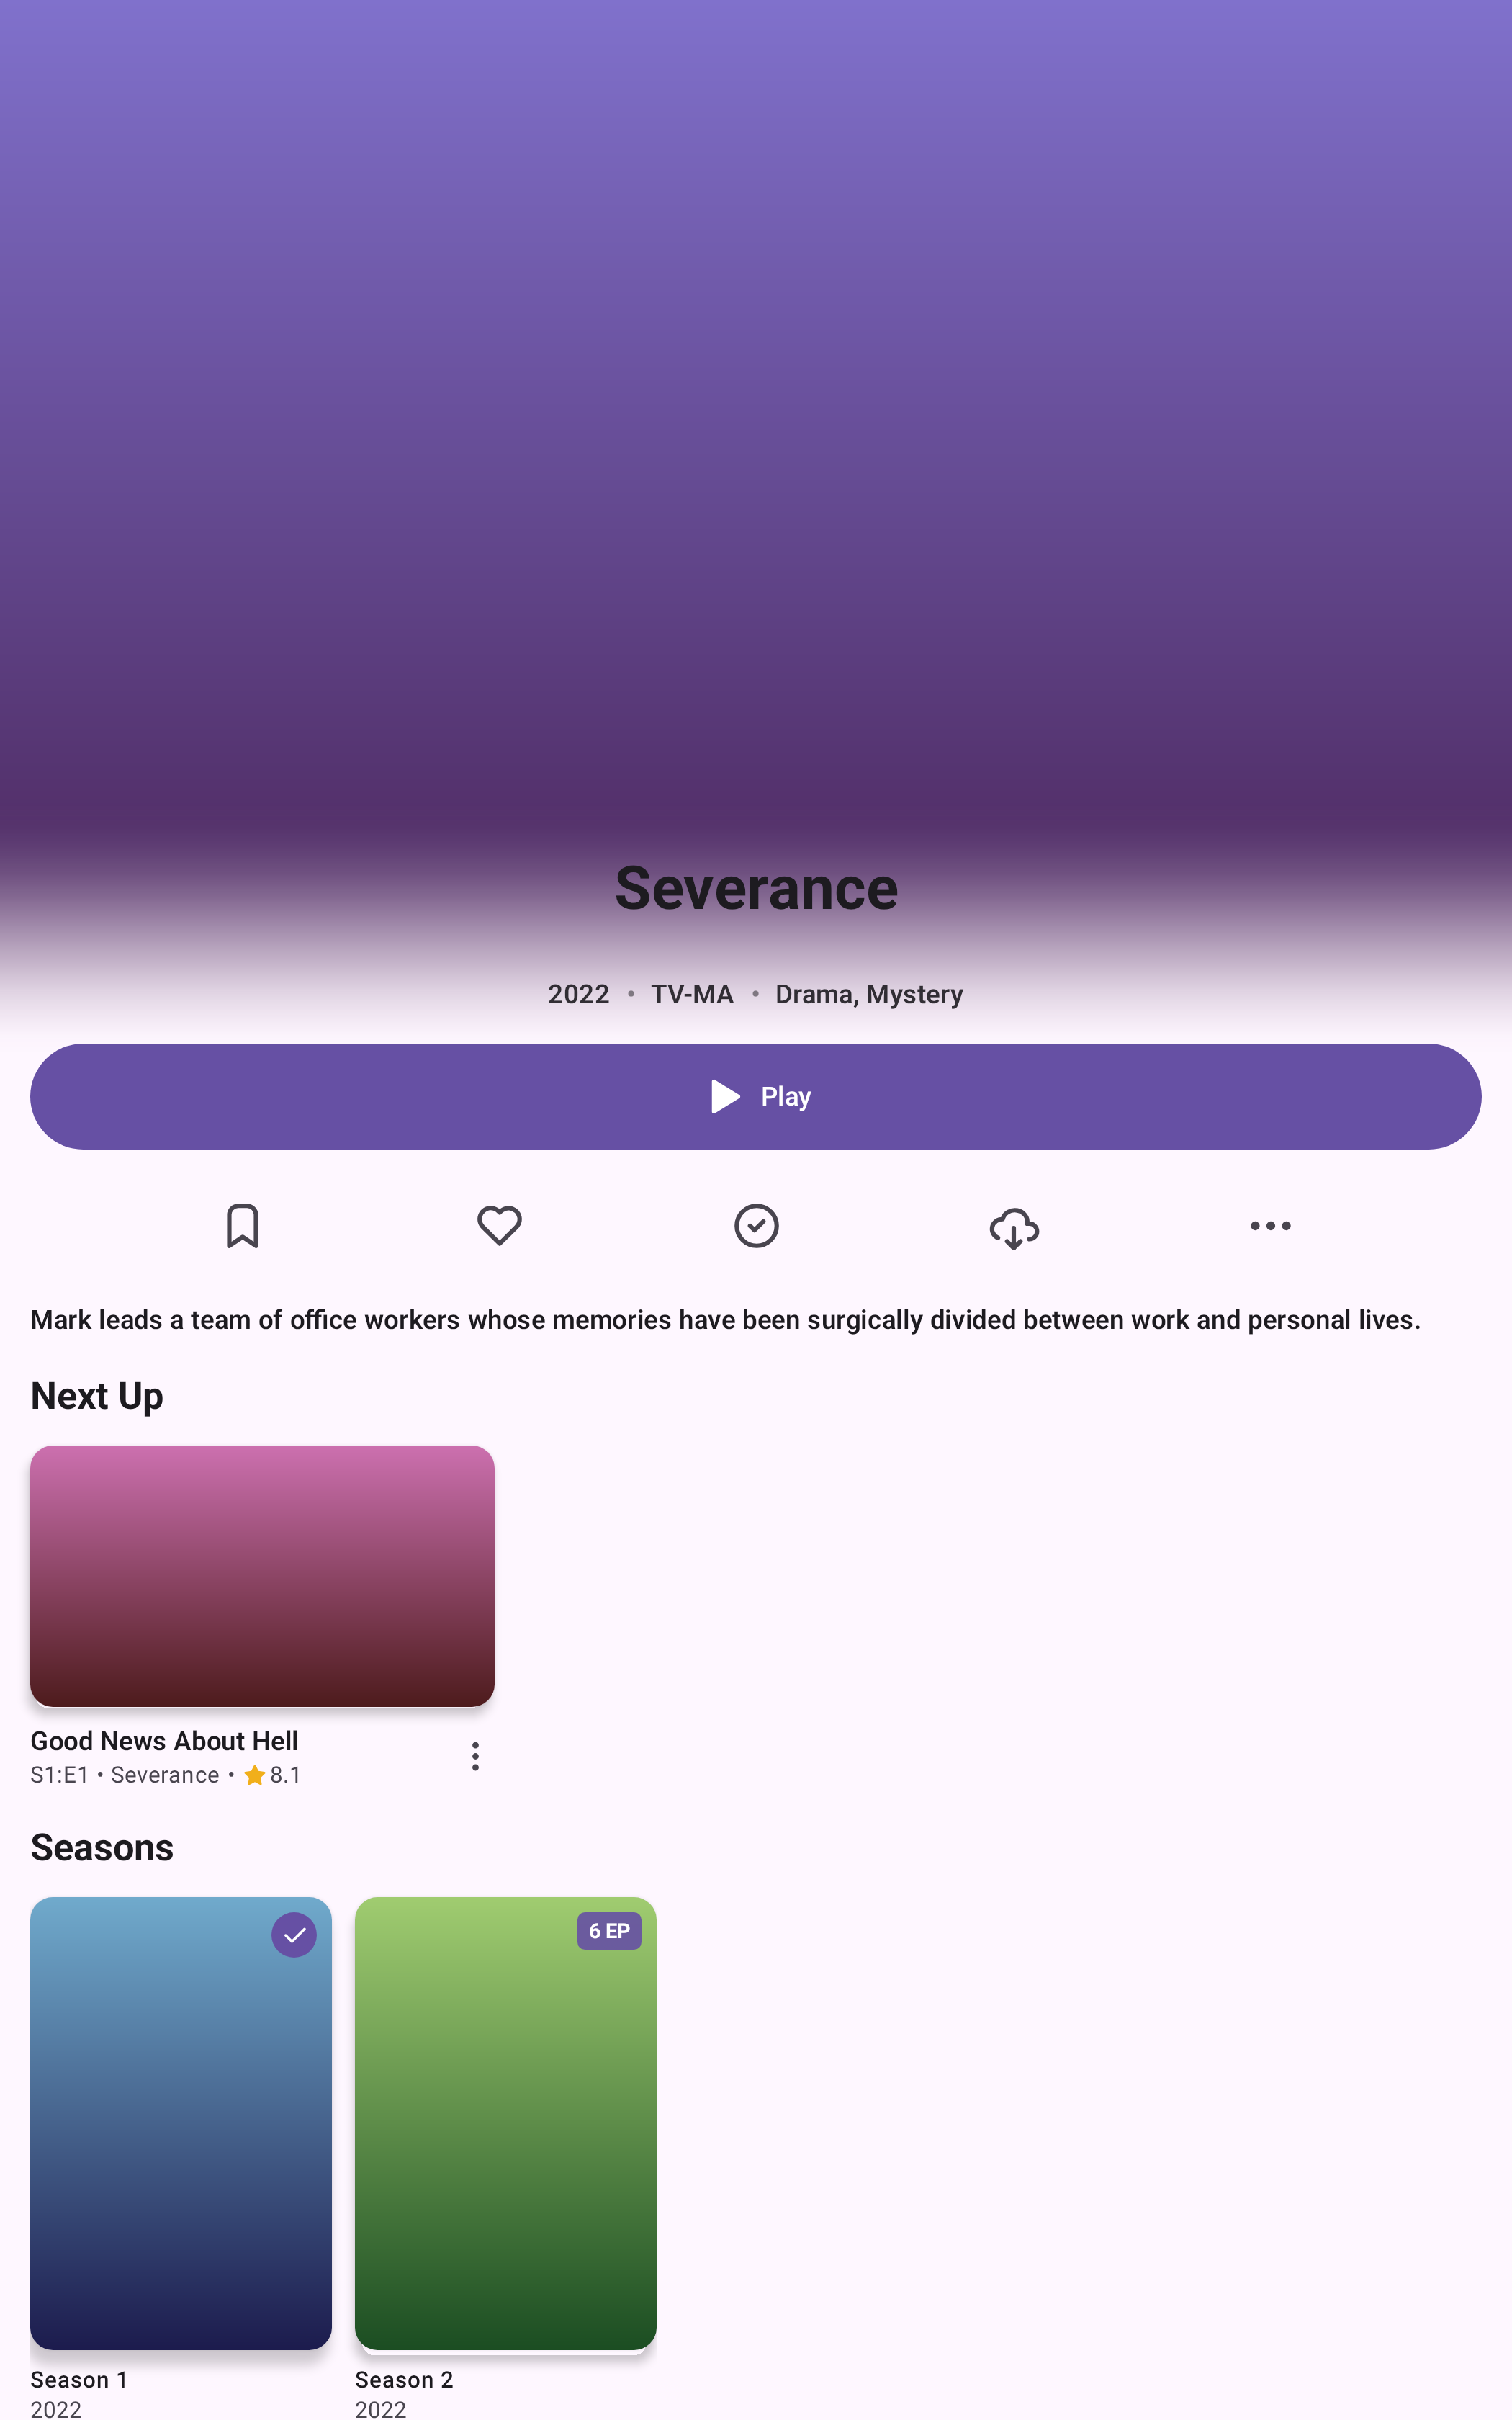 Severance
2022 • TV-MA • Drama, Mystery
Play
Mark leads a team of office workers whose memories have been surgically divided between work and personal lives.
Next Up
Good News About Hell
S1:E1 • Severance • 8.1
Seasons
6 EP
Season 1
2022
Season 2
2022